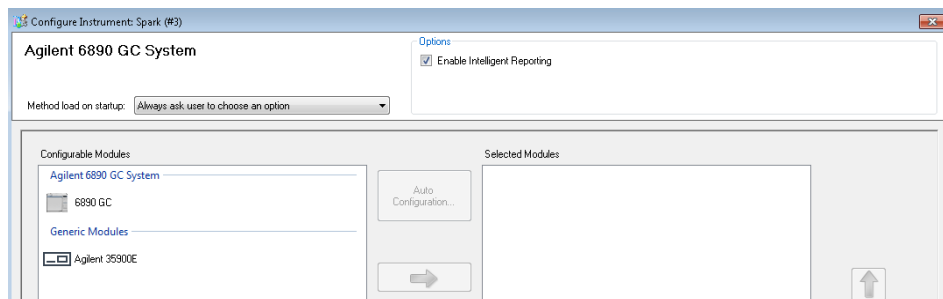 Configure Instrument: Spark (#3)
Agilent 6890 GC System
Options
Enable Intelligent Reporting
Method load on startup: Always ask user to choose an option
Configurable Modules
Agilent 6890 GC System
6890 GC
Generic Modules
Agilent 35900E
Auto
Configuration...
Selected Modules